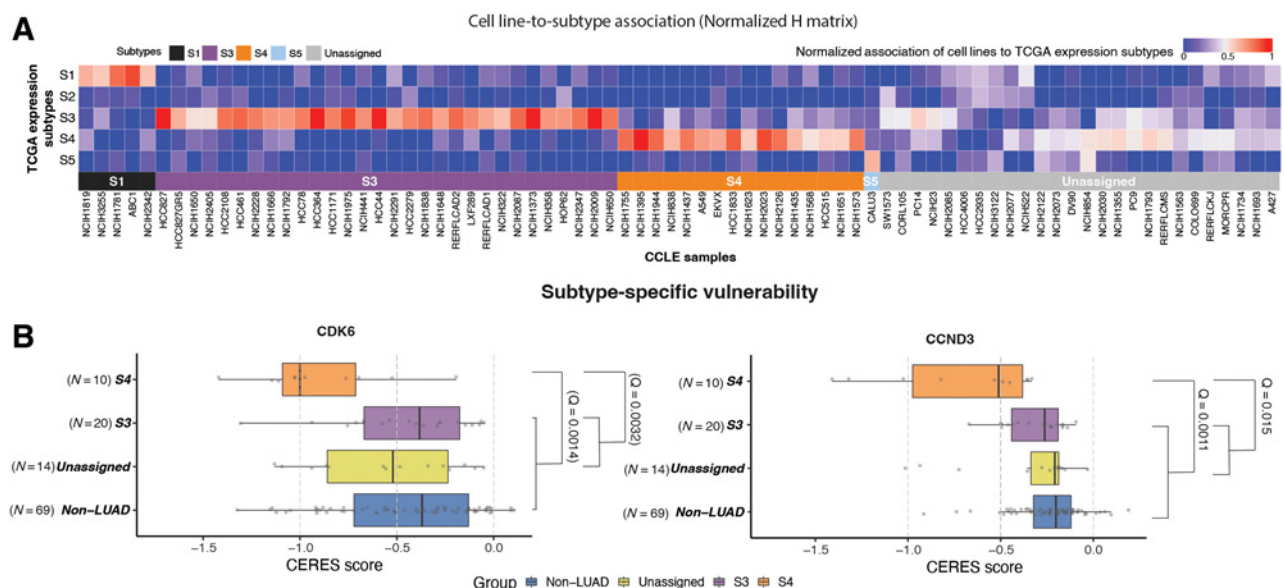 A
Cell line-to-subtype association (Normalized H matrix)
Subtypes S1 S3 S4 S5 Unassigned
Normalized association of cell lines to TCGA expression subtypes
0 1
TCGA expression subtypes
S1
S2
S3
S4
S5
S1 S3 S4 S5 Unassigned
NCIH1819
NCIH3255
NCIH1781
ABC1
NCIH2342
HCC827
HCC827GR5
NCIH1650
NCIH2405
HCC2108
HCC461
NCIH2228
NCIH1666
NCIH1792
HCC78
HCC364
HCC1171
NCIH1975
NCIH441
HCC44
NCIH2291
HCC2279
NCIH1838
NCIH1648
RERFLCAD2
LXF289
RERFLCAD1
NCIH322
NCIH2087
NCIH1373
NCIH358
HOP62
NCIH2347
NCIH2009
NCIH650
NCIH1755
NCIH1395
NCIH1944
NCIH838
NCIH1437
A549
EKVX
HCC1833
NCIH1623
NCIH2023
NCIH2126
NCIH1435
NCIH1568
HCC515
NCIH1651
NCIH1573
CALU3
SW1573
CORL105
PC14
NCIH23
NCIH2085
HCC4006
HCC2935
NCIH3122
NCIH2077
NCIH522
NCIH2122
NCIH2073
DV90
NCIH854
NCIH2030
NCIH1355
PC9
NCIH1793
RERFLCMS
NCIH1563
COLO699
RERFLCKJ
MORCPR
NCIH1734
NCIH1693
A427
CCLE samples
Subtype-specific vulnerability
B
CDK6
(N = 10) S4
(N = 20) S3
(N = 14) Unassigned
(N = 69) Non−LUAD
(Q = 0.0014)
(Q = 0.0032)
−1.5 −1.0 −0.5 0.0
CERES score
CCND3
(N = 10) S4
(N = 20) S3
(N = 14) Unassigned
(N = 69) Non−LUAD
Q = 0.0011
Q = 0.015
−1.5 −1.0 −0.5 0.0
CERES score
Group Non−LUAD Unassigned S3 S4